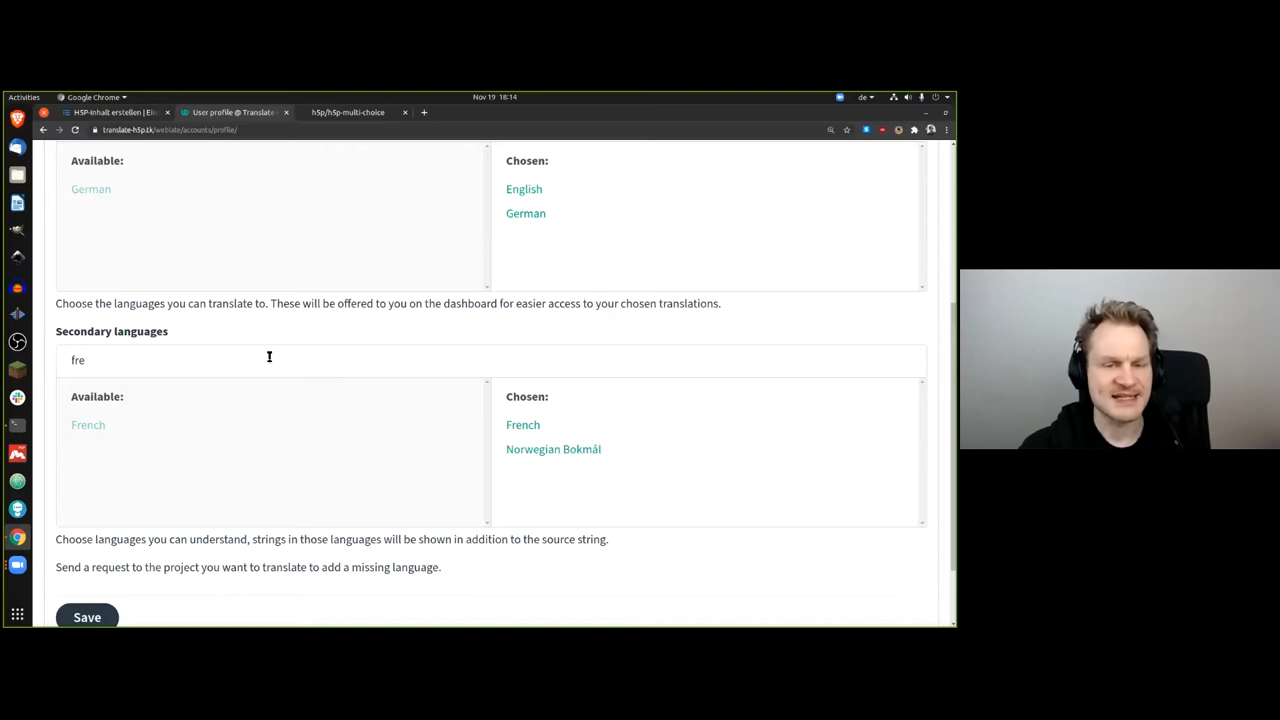 Activities
Google Chrome
Nov 19 18:14
de
H5P-Inhalt erstellen | Ein
User profile @ Translate
h5p/h5p-multi-choice
translate-h5p.tk/weblate/accounts/profile/
Available:
Chosen:
German
English
German
Choose the languages you can translate to. These will be offered to you on the dashboard for easier access to your chosen translations.
Secondary languages
fre
Available:
Chosen:
French
French
Norwegian Bokmål
Choose languages you can understand, strings in those languages will be shown in addition to the source string.
Send a request to the project you want to translate to add a missing language.
Save